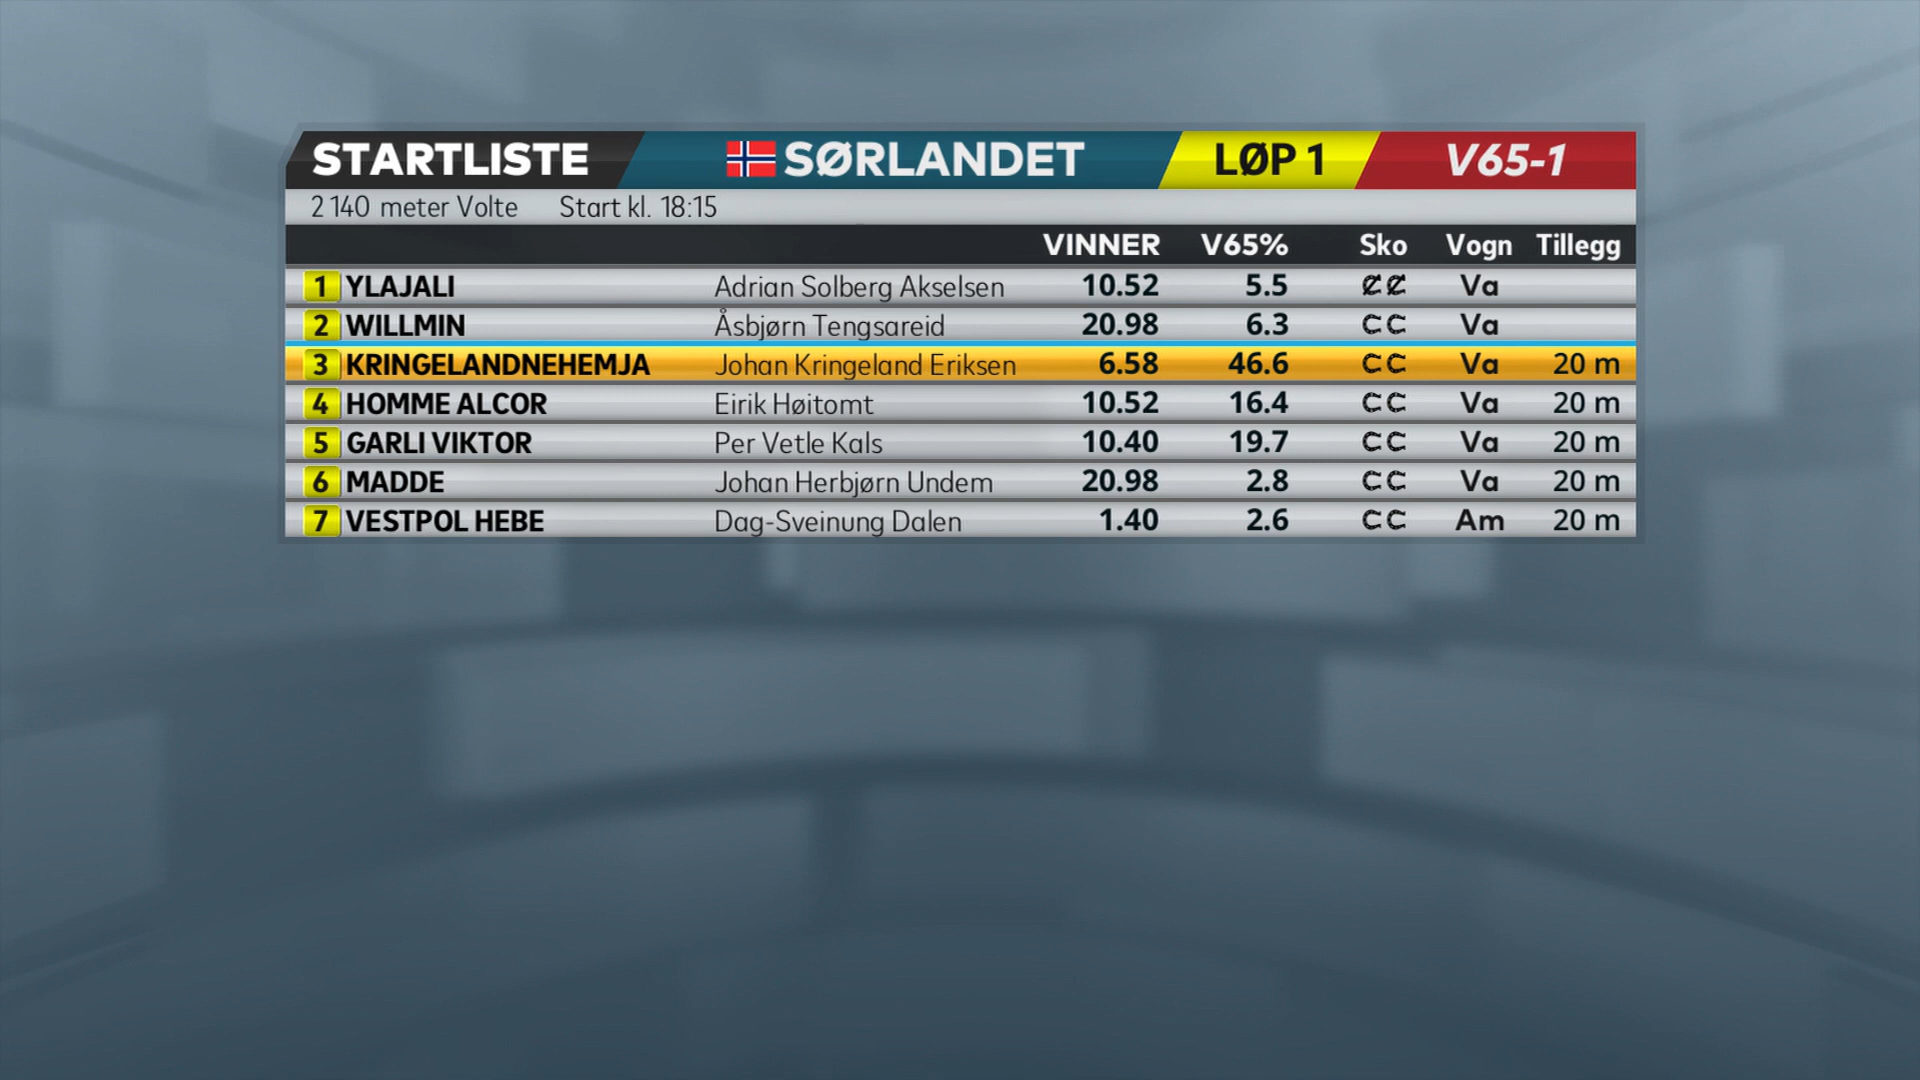 STARTLISTE SØRLANDET LØP 1 V65-1
2 140 meter Volte Start kl. 18:15
VINNER V65% Sko Vogn Tillegg
1 YLAJALI Adrian Solberg Akselsen 10.52 5.5 Va
2 WILLMIN Åsbjørn Tengsareid 20.98 6.3 Va
3 KRINGELANDNEHEMJA Johan Kringeland Eriksen 6.58 46.6 Va 20 m
4 HOMME ALCOR Eirik Høitomt 10.52 16.4 Va 20 m
5 GARLI VIKTOR Per Vetle Kals 10.40 19.7 Va 20 m
6 MADDE Johan Herbjørn Undem 20.98 2.8 Va 20 m
7 VESTPOL HEBE Dag-Sveinung Dalen 1.40 2.6 Am 20 m